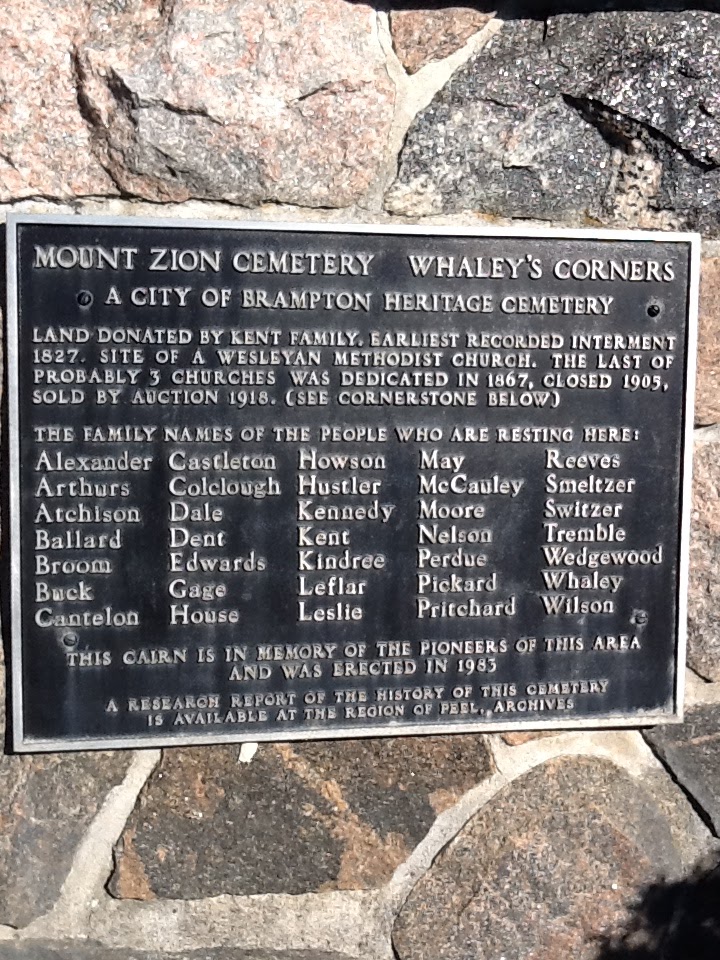 MOUNT ZION CEMETERY WHALEY'S CORNERS
A CITY OF BRAMPTON HERITAGE CEMETERY
LAND DONATED BY KENT FAMILY. EARLIEST RECORDED INTERMENT
1827. SITE OF A WESLEYAN METHODIST CHURCH. THE LAST OF
PROBABLY 3 CHURCHES WAS DEDICATED IN 1867, CLOSED 1905,
SOLD BY AUCTION 1918. (SEE CORNERSTONE BELOW)
THE FAMILY NAMES OF THE PEOPLE WHO ARE RESTING HERE:
Alexander Castleton Howson May Reeves
Arthurs Colclough Hustler McCauley Smeltzer
Atchison Dale Kennedy Moore Switzer
Ballard Dent Kent Nelson Tremble
Broom Edwards Kindree Perdue Wedgewood
Buck Gage Leflar Pickard Whaley
Cantelon House Leslie Pritchard Wilson
THIS CAIRN IS IN MEMORY OF THE PIONEERS OF THIS AREA
AND WAS ERECTED IN 1983
A RESEARCH REPORT OF THE HISTORY OF THIS CEMETERY
IS AVAILABLE AT THE REGION OF PEEL, ARCHIVES